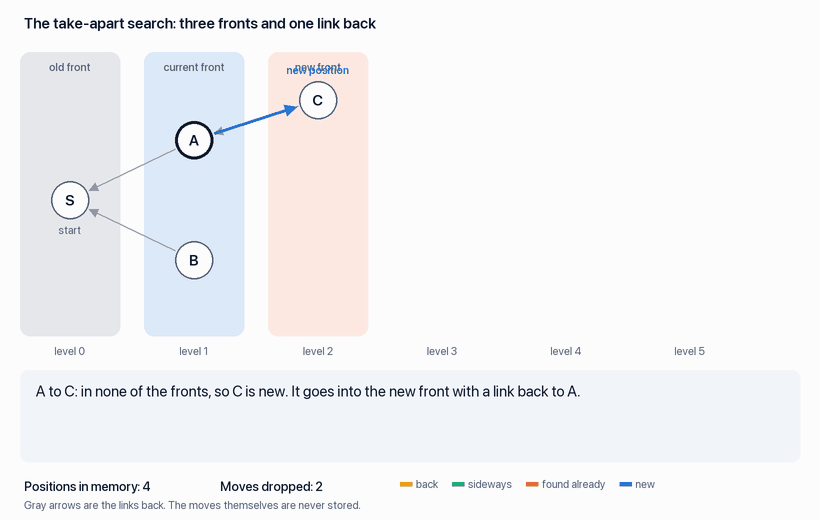 The take-apart search: three fronts and one link back
old front
current front
new front
new position
C
A
S
start
B
level 0
level 1
level 2
level 3
level 4
level 5
A to C: in none of the fronts, so C is new. It goes into the new front with a link back to A.
Positions in memory: 4
Moves dropped: 2
back
sideways
found already
new
Gray arrows are the links back. The moves themselves are never stored.